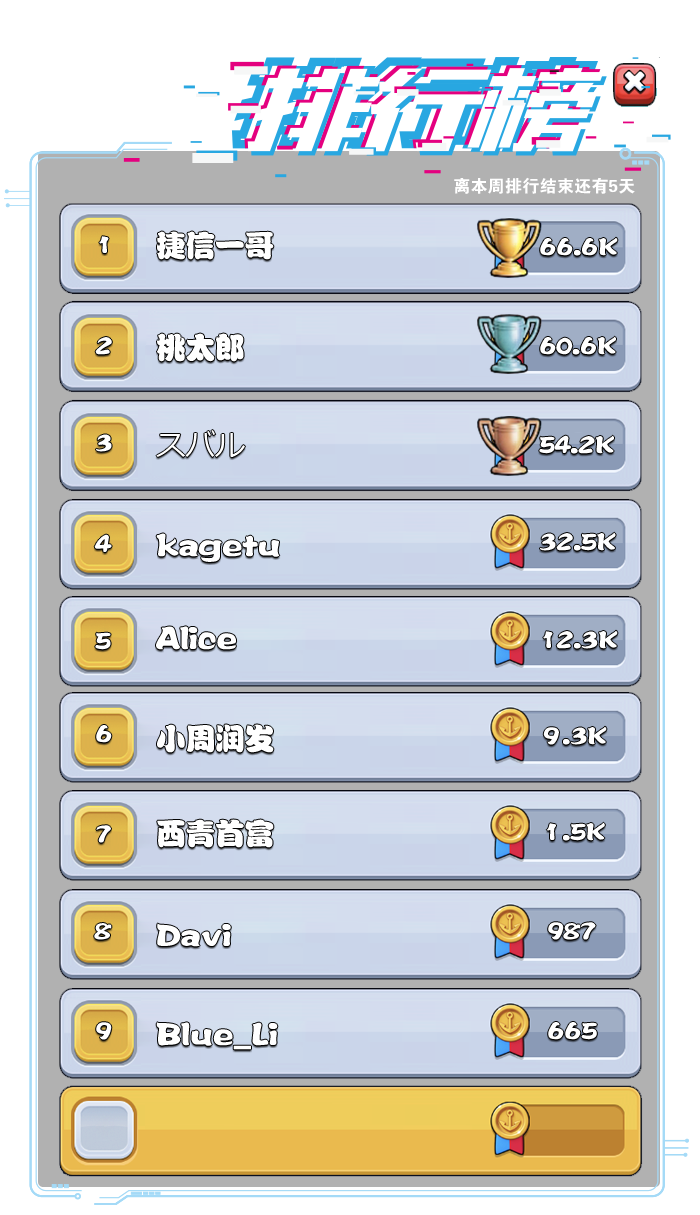 排行榜
离本周排行结束还有5天
1 捷信一哥 66.6K
2 桃太郎 60.6K
3 スバル 54.2K
4 kagetu 32.5K
5 Alice 12.3K
6 小周润发 9.3K
7 西青首富 1.5K
8 Davi 987
9 Blue_Li 665